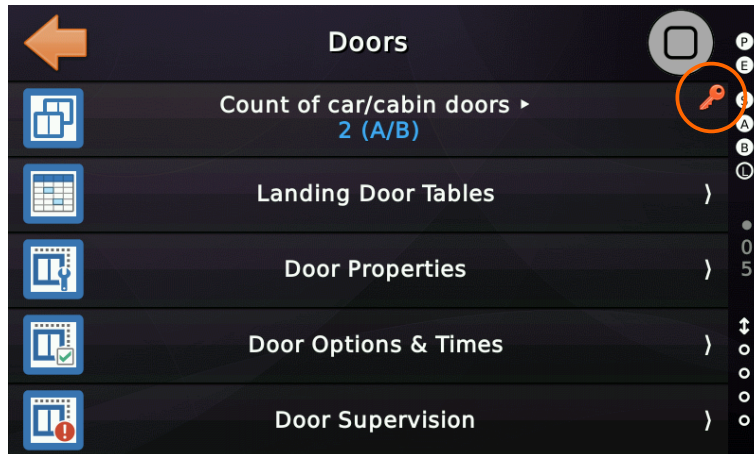 Doors
P
E
Count of car/cabin doors ▸
2 (A/B)
A
B
L
Landing Door Tables
0
5
Door Properties
Door Options & Times
Door Supervision